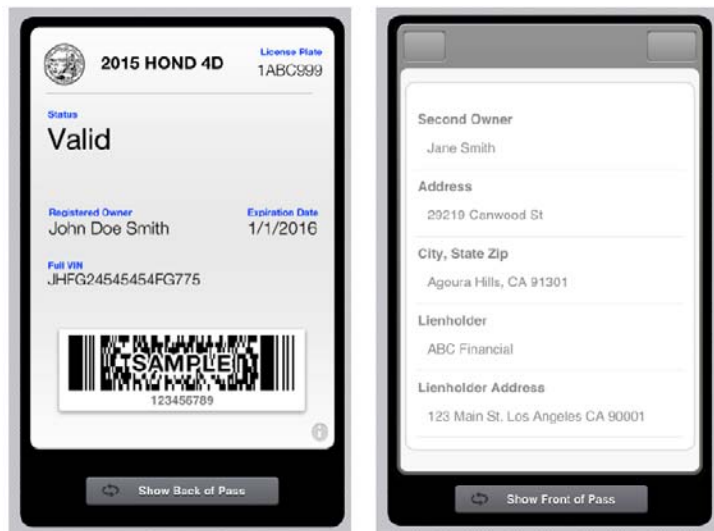 2015 HOND 4D
License Plate
1ABC999
Status
Valid
Registered Owner
John Doe Smith
Expiration Date
1/1/2016
Full VIN
JHFG24545454FG775
SAMPLE
123456789
Show Back of Pass
Second Owner
Jane Smith
Address
29219 Canwood St
City, State Zip
Agoura Hills, CA 91301
Lienholder
ABC Financial
Lienholder Address
123 Main St. Los Angeles CA 90001
Show Front of Pass